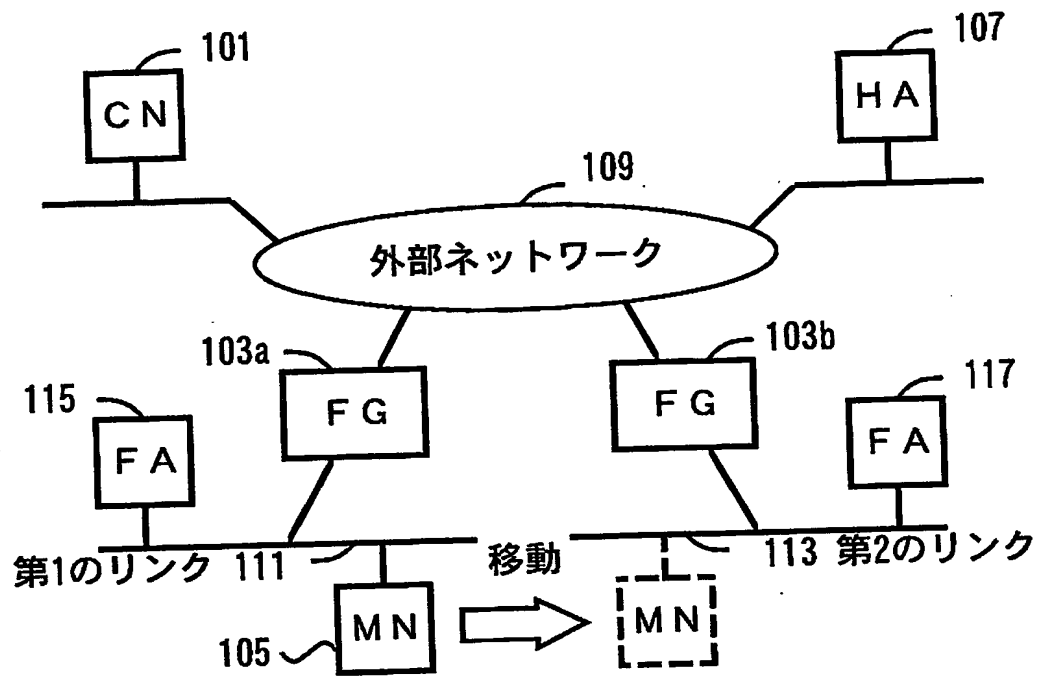 101
107
CN
HA
109
外部ネットワーク
103a
103b
115
117
FG
FG
FA
FA
第1のリンク 111
移動
113 第2のリンク
MN
MN
105